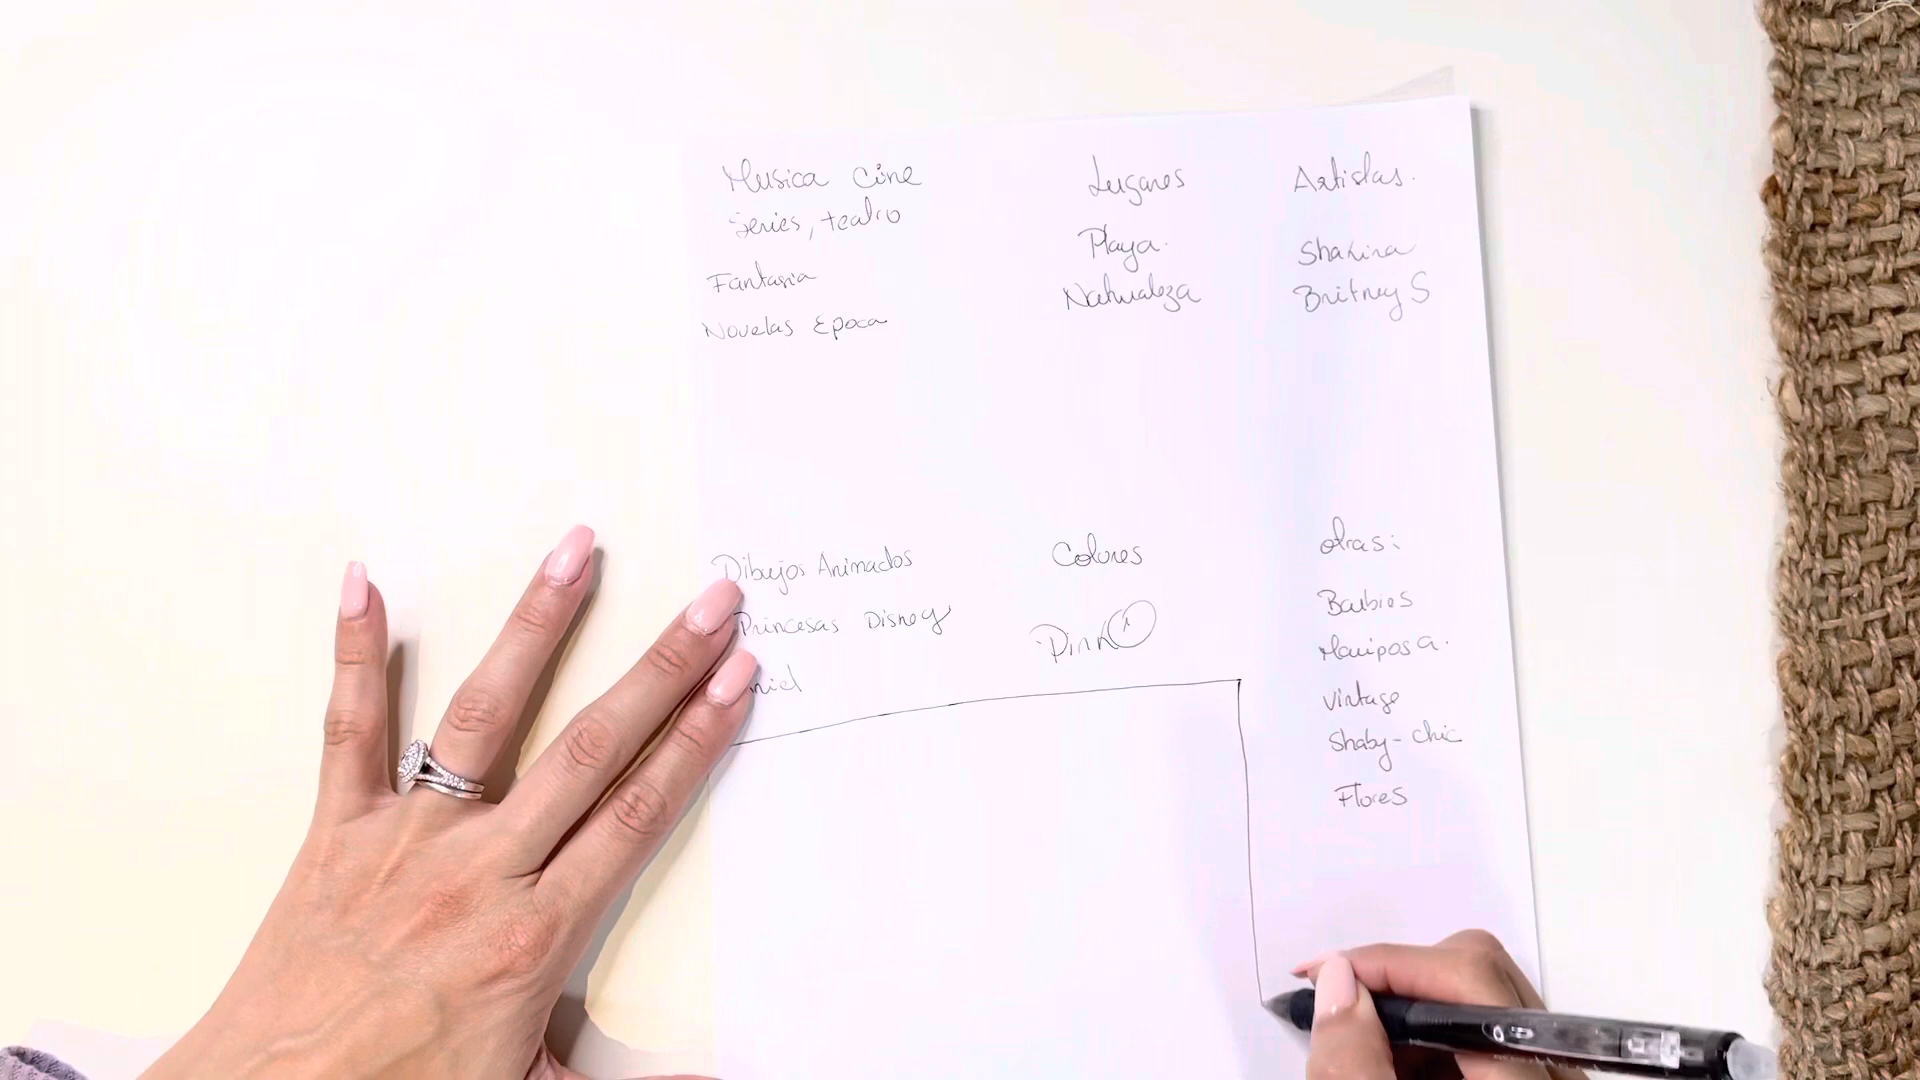 Musica Cine
Series, teatro
Fantasia
Novelas Epoca
Lugares
Playa.
Naturaleza
Artistas.
Shakira
Britney S
Dibujos Animados
Princesas Disney
Colores
Pink
otras:
Barbies
Mariposa.
vintage
Shaby-chic
Flores